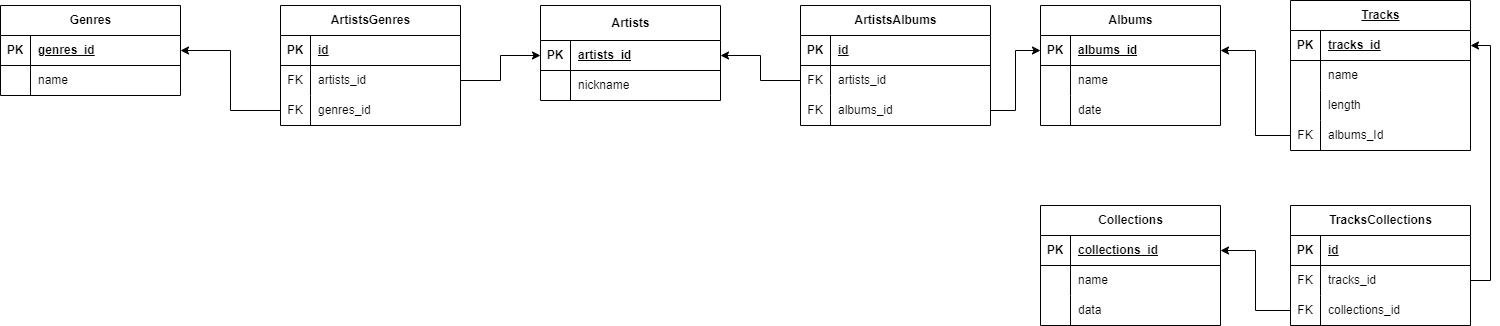 Genres
PK genres_id
name
ArtistsGenres
PK id
FK artists_id
FK genres_id
Artists
PK artists_id
nickname
ArtistsAlbums
PK id
FK artists_id
FK albums_id
Albums
PK albums_id
name
date
Tracks
PK tracks_id
name
length
FK albums_Id
Collections
PK collections_id
name
data
TracksCollections
PK id
FK tracks_id
FK collections_id